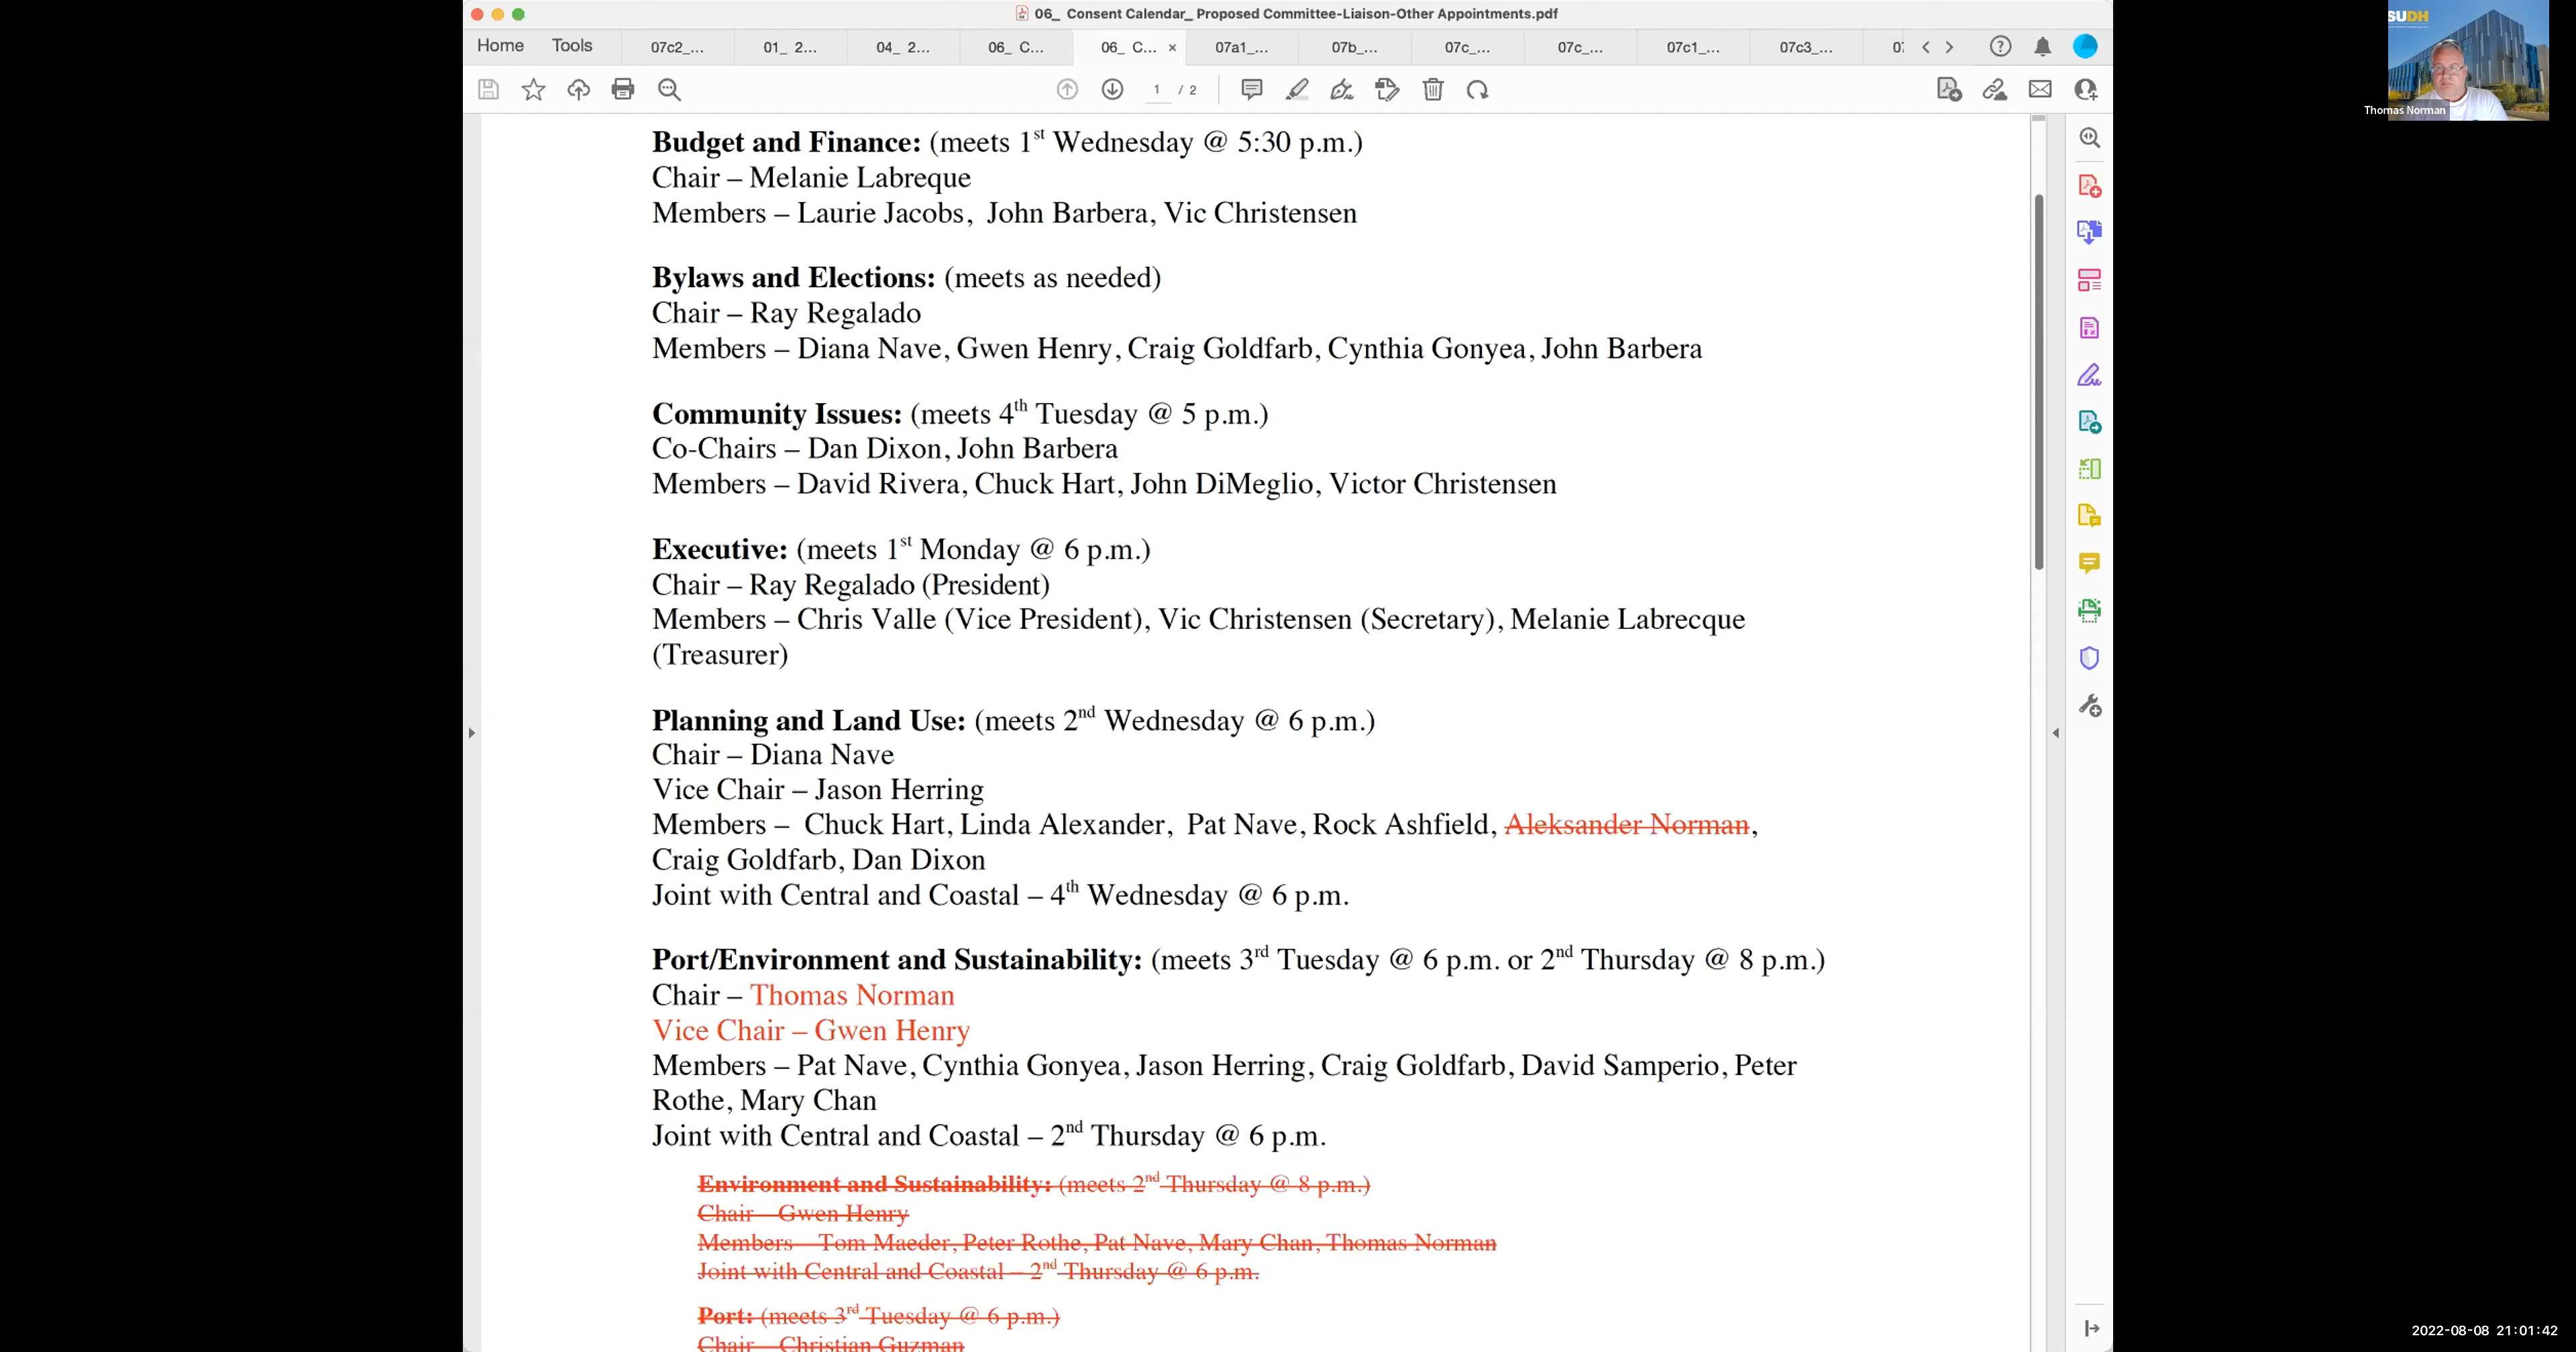 06_ Consent Calendar_ Proposed Committee-Liaison-Other Appointments.pdf
Home Tools 07c2_... 01_ 2... 04_ 2... 06_ C... 06_ C... × 07a1_... 07b_... 07c_... 07c_... 07c1_... 07c3_...
1 / 2
SUDH
Thomas Norman
Budget and Finance: (meets 1st Wednesday @ 5:30 p.m.)
Chair – Melanie Labreque
Members – Laurie Jacobs, John Barbera, Vic Christensen
Bylaws and Elections: (meets as needed)
Chair – Ray Regalado
Members – Diana Nave, Gwen Henry, Craig Goldfarb, Cynthia Gonyea, John Barbera
Community Issues: (meets 4th Tuesday @ 5 p.m.)
Co-Chairs – Dan Dixon, John Barbera
Members – David Rivera, Chuck Hart, John DiMeglio, Victor Christensen
Executive: (meets 1st Monday @ 6 p.m.)
Chair – Ray Regalado (President)
Members – Chris Valle (Vice President), Vic Christensen (Secretary), Melanie Labrecque
(Treasurer)
Planning and Land Use: (meets 2nd Wednesday @ 6 p.m.)
Chair – Diana Nave
Vice Chair – Jason Herring
Members – Chuck Hart, Linda Alexander, Pat Nave, Rock Ashfield, Aleksander Norman,
Craig Goldfarb, Dan Dixon
Joint with Central and Coastal – 4th Wednesday @ 6 p.m.
Port/Environment and Sustainability: (meets 3rd Tuesday @ 6 p.m. or 2nd Thursday @ 8 p.m.)
Chair – Thomas Norman
Vice Chair – Gwen Henry
Members – Pat Nave, Cynthia Gonyea, Jason Herring, Craig Goldfarb, David Samperio, Peter
Rothe, Mary Chan
Joint with Central and Coastal – 2nd Thursday @ 6 p.m.
Environment and Sustainability: (meets 2nd Thursday @ 8 p.m.)
Chair – Gwen Henry
Members – Tom Maeder, Peter Rothe, Pat Nave, Mary Chan, Thomas Norman
Joint with Central and Coastal – 2nd Thursday @ 6 p.m.
Port: (meets 3rd Tuesday @ 6 p.m.)
Chair – Christian Guzman
2022-08-08 21:01:42